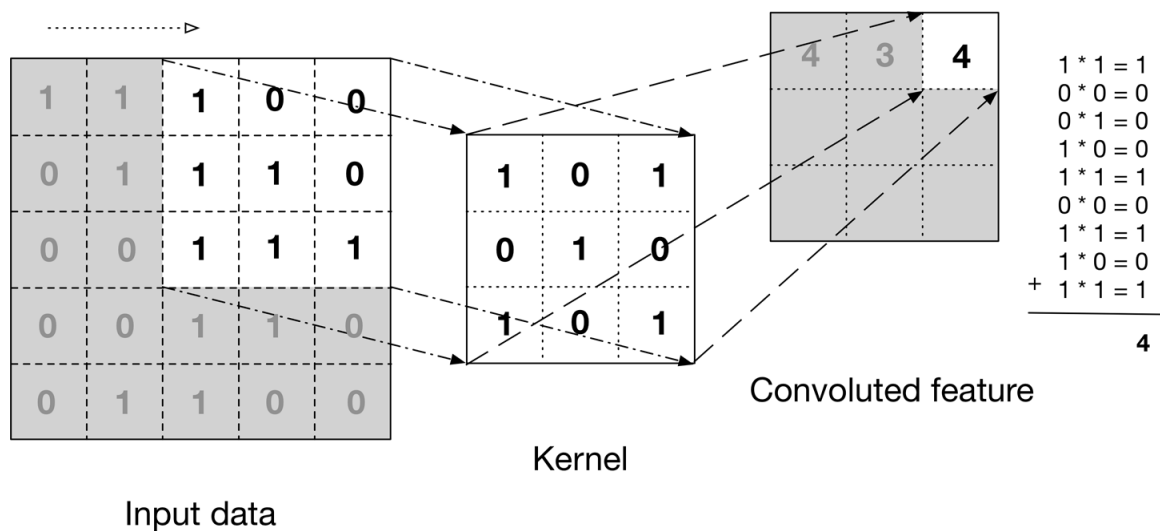 1 1 1 0 0
0 1 1 1 0
0 0 1 1 1
0 0 1 1 0
0 1 1 0 0
Input data
1 0 1
0 1 0
1 0 1
Kernel
4 3 4
Convoluted feature
1 * 1 = 1
0 * 0 = 0
0 * 1 = 0
1 * 0 = 0
1 * 1 = 1
0 * 0 = 0
1 * 1 = 1
1 * 0 = 0
+ 1 * 1 = 1
4